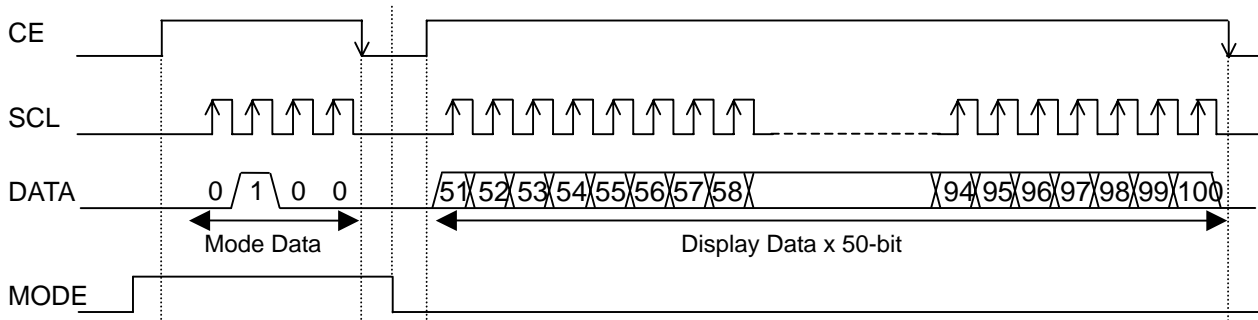 CE
SCL
DATA 0 1 0 0 51 52 53 54 55 56 57 58 94 95 96 97 98 99 100
Mode Data Display Data x 50-bit
MODE